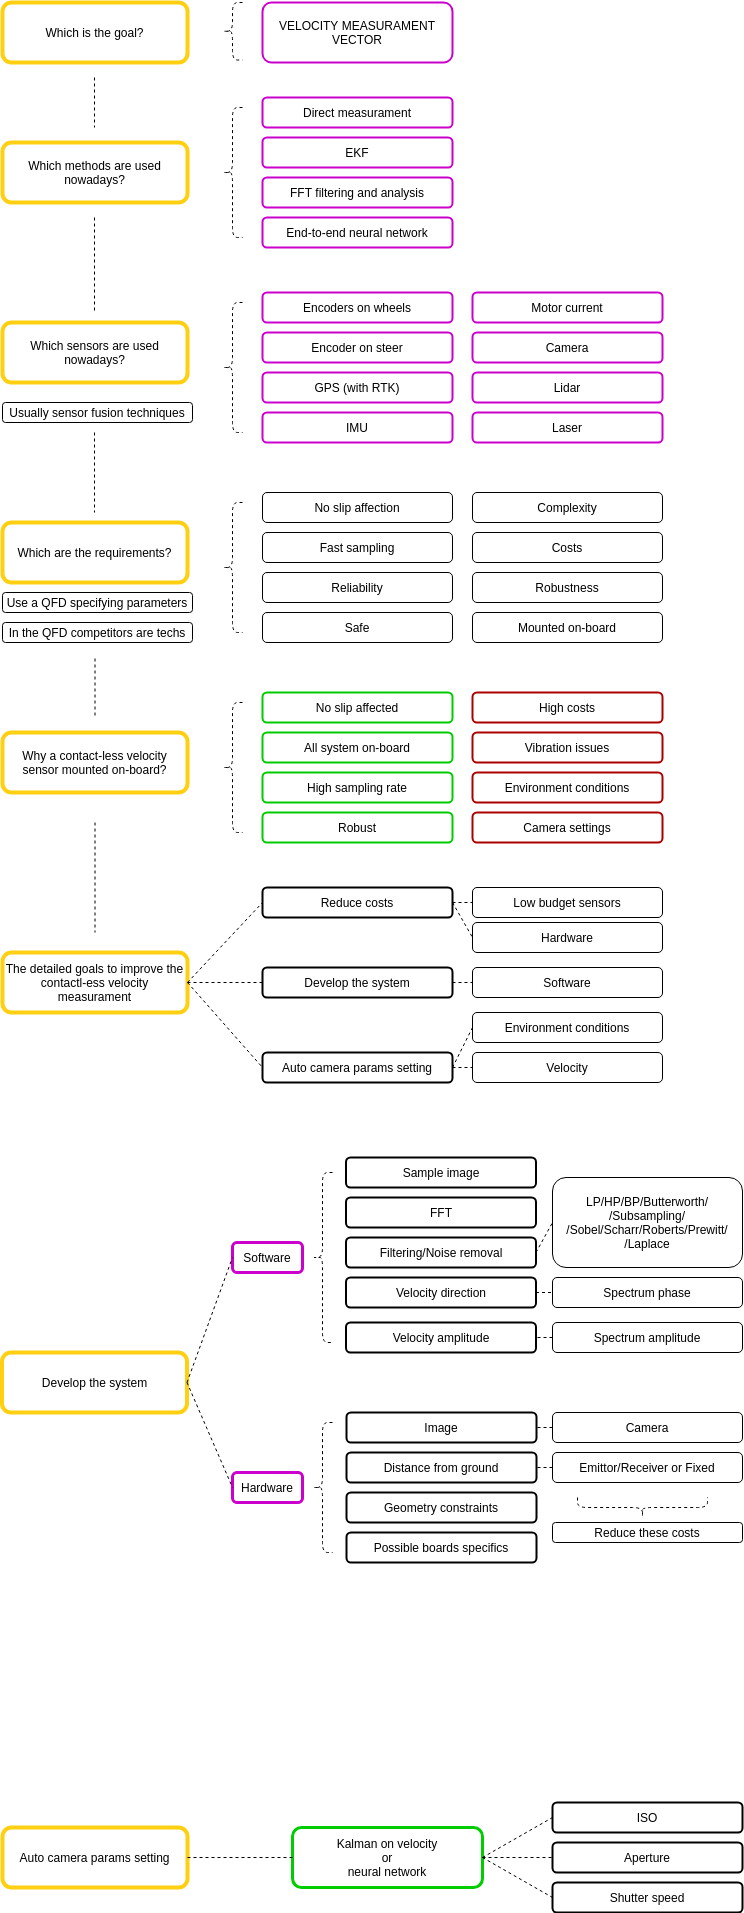 Which is the goal?
VELOCITY MEASURAMENT
VECTOR
Which methods are used
nowadays?
Direct measurament
EKF
FFT filtering and analysis
End-to-end neural network
Which sensors are used
nowadays?
Usually sensor fusion techniques
Encoders on wheels
Motor current
Encoder on steer
Camera
GPS (with RTK)
Lidar
IMU
Laser
Which are the requirements?
Use a QFD specifying parameters
In the QFD competitors are techs
No slip affection
Complexity
Fast sampling
Costs
Reliability
Robustness
Safe
Mounted on-board
Why a contact-less velocity
sensor mounted on-board?
No slip affected
High costs
All system on-board
Vibration issues
High sampling rate
Environment conditions
Robust
Camera settings
The detailed goals to improve the
contactl-ess velocity
measurament
Reduce costs
Low budget sensors
Hardware
Develop the system
Software
Auto camera params setting
Environment conditions
Velocity
Develop the system
Software
Sample image
FFT
Filtering/Noise removal
LP/HP/BP/Butterworth/
/Subsampling/
/Sobel/Scharr/Roberts/Prewitt/
/Laplace
Velocity direction
Spectrum phase
Velocity amplitude
Spectrum amplitude
Hardware
Image
Camera
Distance from ground
Emittor/Receiver or Fixed
Geometry constraints
Reduce these costs
Possible boards specifics
Auto camera params setting
Kalman on velocity
or
neural network
ISO
Aperture
Shutter speed